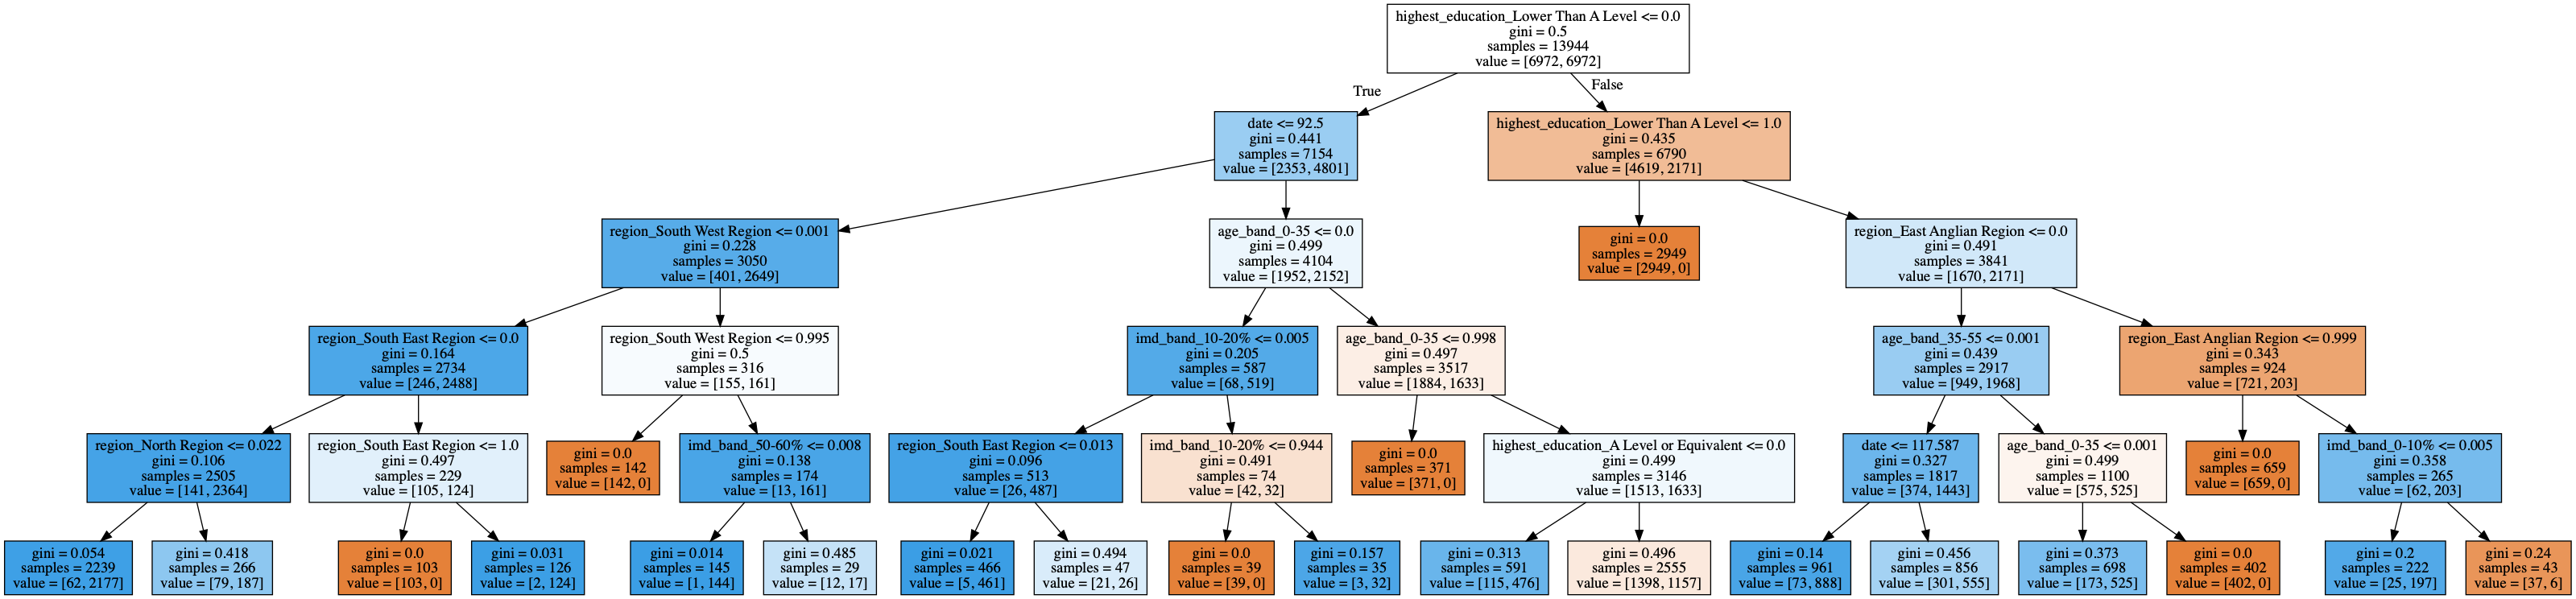 highest_education_Lower Than A Level <= 0.0
gini = 0.5
samples = 13944
value = [6972, 6972]
True
False
date <= 92.5
gini = 0.441
samples = 7154
value = [2353, 4801]
highest_education_Lower Than A Level <= 1.0
gini = 0.435
samples = 6790
value = [4619, 2171]
region_South West Region <= 0.001
gini = 0.228
samples = 3050
value = [401, 2649]
age_band_0-35 <= 0.0
gini = 0.499
samples = 4104
value = [1952, 2152]
gini = 0.0
samples = 2949
value = [2949, 0]
region_East Anglian Region <= 0.0
gini = 0.491
samples = 3841
value = [1670, 2171]
region_South East Region <= 0.0
gini = 0.164
samples = 2734
value = [246, 2488]
region_South West Region <= 0.995
gini = 0.5
samples = 316
value = [155, 161]
imd_band_10-20% <= 0.005
gini = 0.205
samples = 587
value = [68, 519]
age_band_0-35 <= 0.998
gini = 0.497
samples = 3517
value = [1884, 1633]
age_band_35-55 <= 0.001
gini = 0.439
samples = 2917
value = [949, 1968]
region_East Anglian Region <= 0.999
gini = 0.343
samples = 924
value = [721, 203]
region_North Region <= 0.022
gini = 0.106
samples = 2505
value = [141, 2364]
region_South East Region <= 1.0
gini = 0.497
samples = 229
value = [105, 124]
gini = 0.0
samples = 142
value = [142, 0]
imd_band_50-60% <= 0.008
gini = 0.138
samples = 174
value = [13, 161]
region_South East Region <= 0.013
gini = 0.096
samples = 513
value = [26, 487]
imd_band_10-20% <= 0.944
gini = 0.491
samples = 74
value = [42, 32]
gini = 0.0
samples = 371
value = [371, 0]
highest_education_A Level or Equivalent <= 0.0
gini = 0.499
samples = 3146
value = [1513, 1633]
date <= 117.587
gini = 0.327
samples = 1817
value = [374, 1443]
age_band_0-35 <= 0.001
gini = 0.499
samples = 1100
value = [575, 525]
gini = 0.0
samples = 659
value = [659, 0]
imd_band_0-10% <= 0.005
gini = 0.358
samples = 265
value = [62, 203]
gini = 0.054
samples = 2239
value = [62, 2177]
gini = 0.418
samples = 266
value = [79, 187]
gini = 0.0
samples = 103
value = [103, 0]
gini = 0.031
samples = 126
value = [2, 124]
gini = 0.014
samples = 145
value = [1, 144]
gini = 0.485
samples = 29
value = [12, 17]
gini = 0.021
samples = 466
value = [5, 461]
gini = 0.494
samples = 47
value = [21, 26]
gini = 0.0
samples = 39
value = [39, 0]
gini = 0.157
samples = 35
value = [3, 32]
gini = 0.313
samples = 591
value = [115, 476]
gini = 0.496
samples = 2555
value = [1398, 1157]
gini = 0.14
samples = 961
value = [73, 888]
gini = 0.456
samples = 856
value = [301, 555]
gini = 0.373
samples = 698
value = [173, 525]
gini = 0.0
samples = 402
value = [402, 0]
gini = 0.2
samples = 222
value = [25, 197]
gini = 0.24
samples = 43
value = [37, 6]